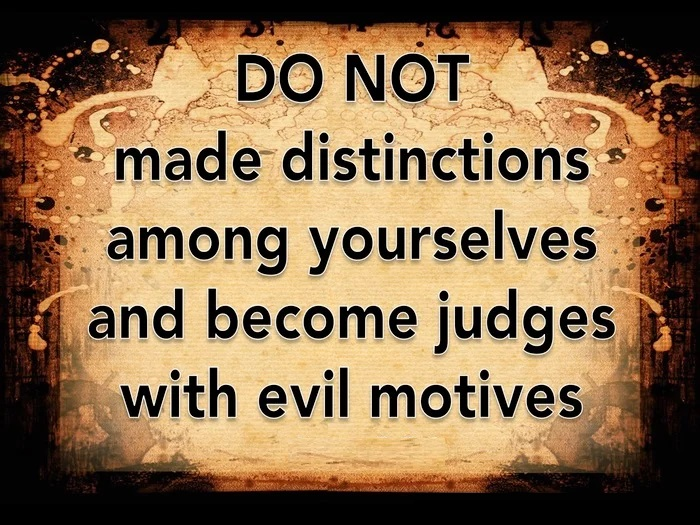 DO NOT
made distinctions
among yourselves
and become judges
with evil motives